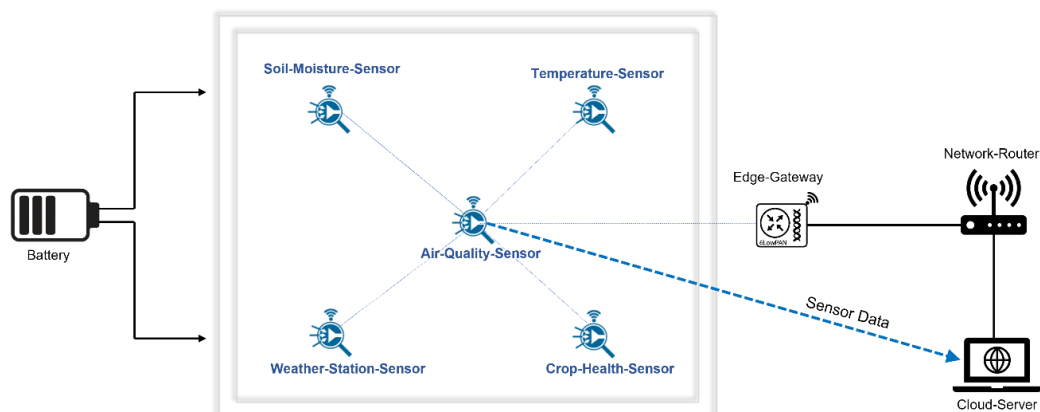 Soil-Moisture-Sensor
Temperature-Sensor
Network-Router
Edge-Gateway
6LowPAN
Battery
Air-Quality-Sensor
Sensor Data
Weather-Station-Sensor
Crop-Health-Sensor
Cloud-Server